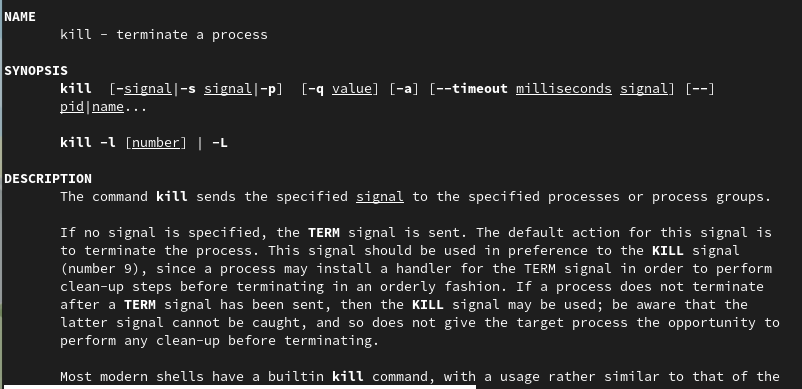 NAME
kill - terminate a process
SYNOPSIS
kill [-signal|-s signal|-p] [-q value] [-a] [--timeout milliseconds signal] [--]
pid|name...
kill -l [number] | -L
DESCRIPTION
The command kill sends the specified signal to the specified processes or process groups.
If no signal is specified, the TERM signal is sent. The default action for this signal is
to terminate the process. This signal should be used in preference to the KILL signal
(number 9), since a process may install a handler for the TERM signal in order to perform
clean-up steps before terminating in an orderly fashion. If a process does not terminate
after a TERM signal has been sent, then the KILL signal may be used; be aware that the
latter signal cannot be caught, and so does not give the target process the opportunity to
perform any clean-up before terminating.
Most modern shells have a builtin kill command, with a usage rather similar to that of the